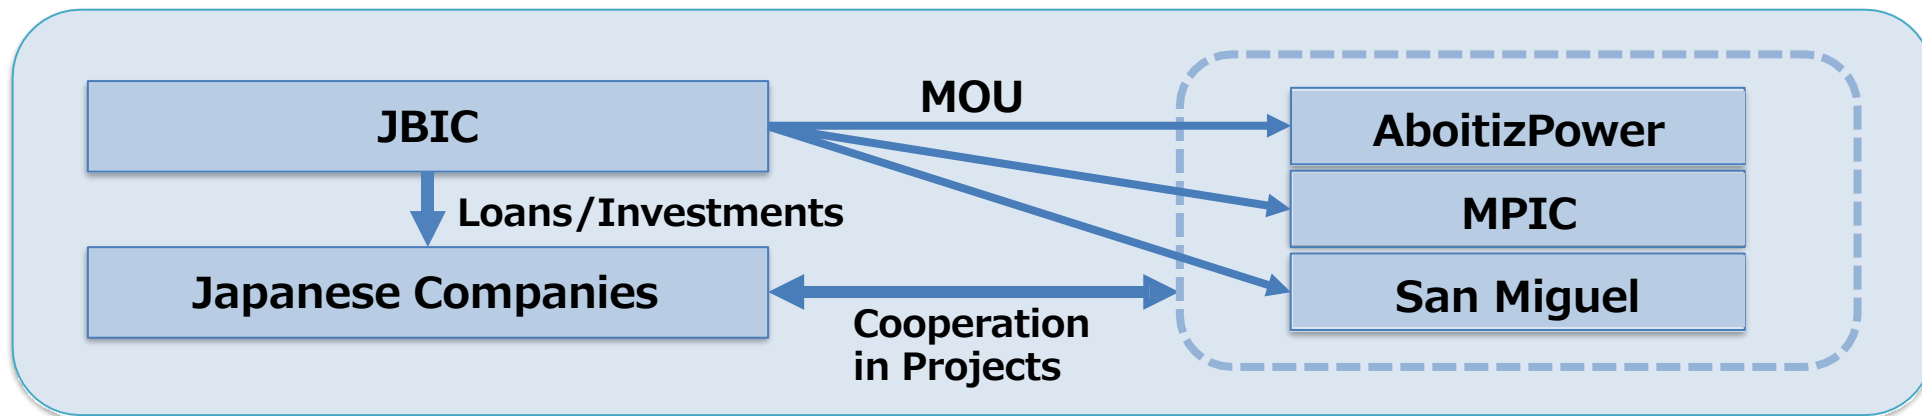 JBIC
MOU
AboitizPower
MPIC
Loans/Investments
Japanese Companies
San Miguel
Cooperation
in Projects